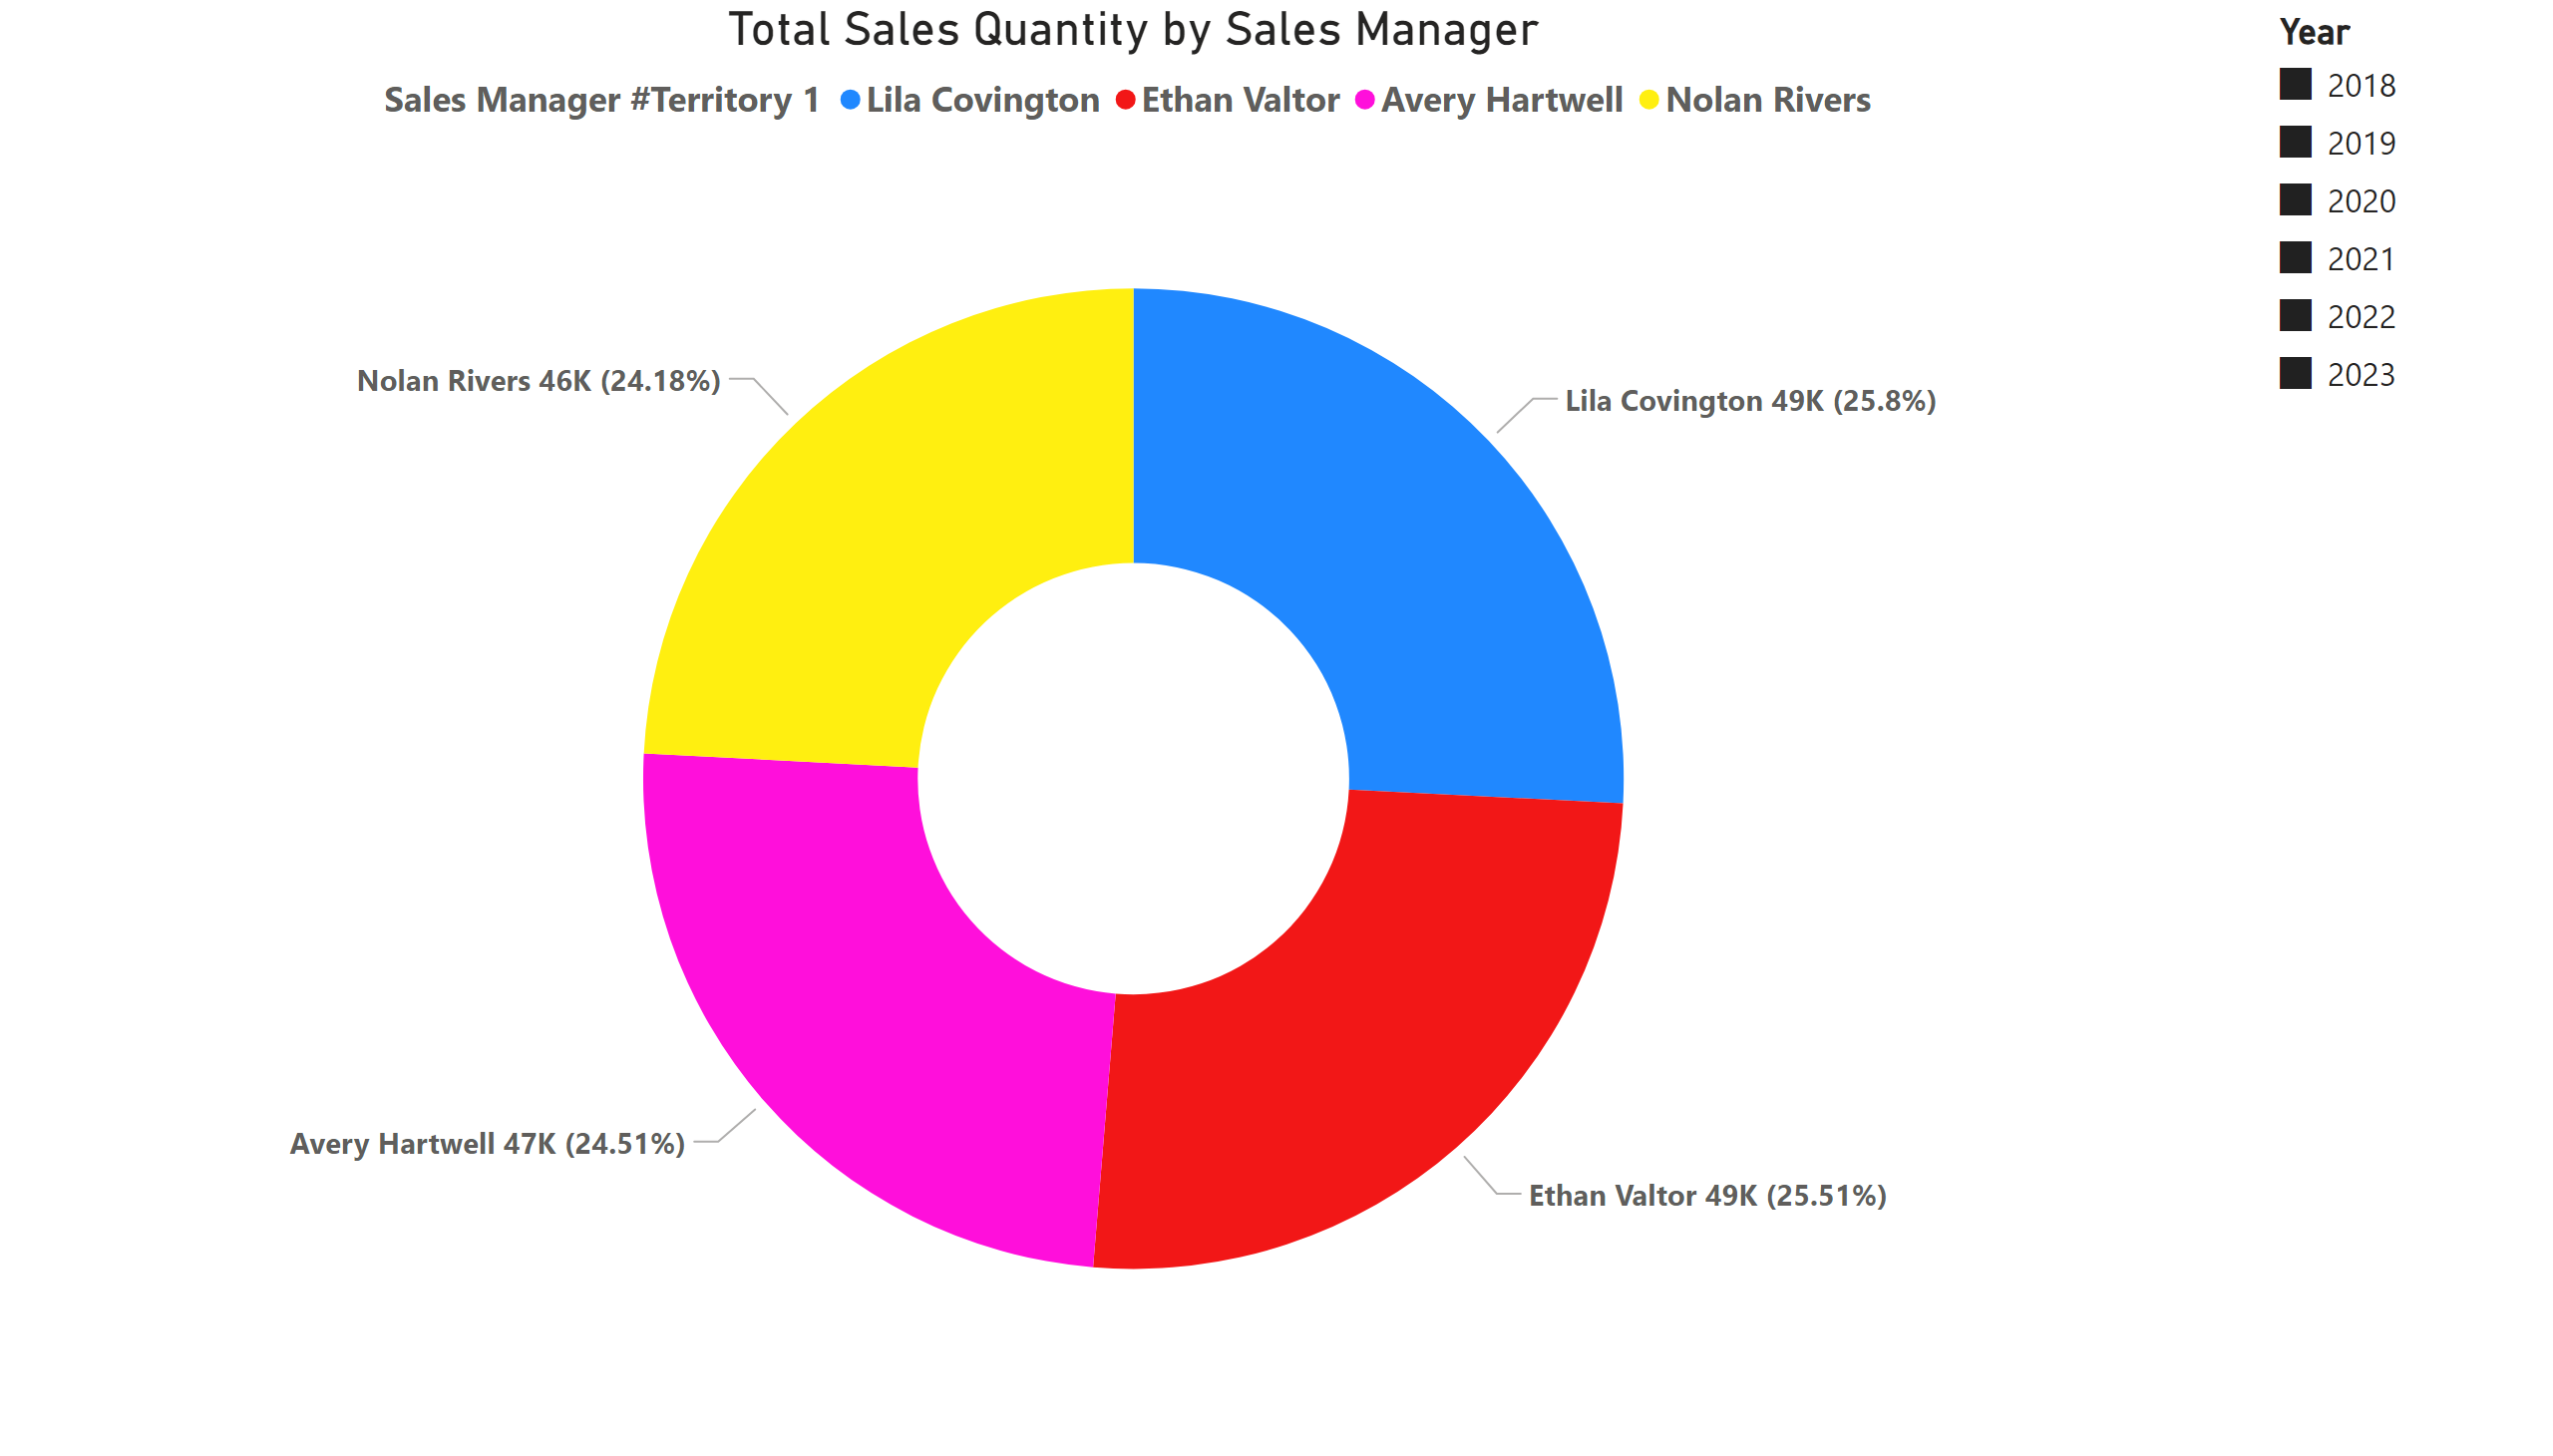 Total Sales Quantity by Sales Manager
Sales Manager #Territory 1 Lila Covington Ethan Valtor Avery Hartwell Nolan Rivers
Year
2018
2019
2020
2021
2022
2023
Nolan Rivers 46K (24.18%)
Lila Covington 49K (25.8%)
Avery Hartwell 47K (24.51%)
Ethan Valtor 49K (25.51%)